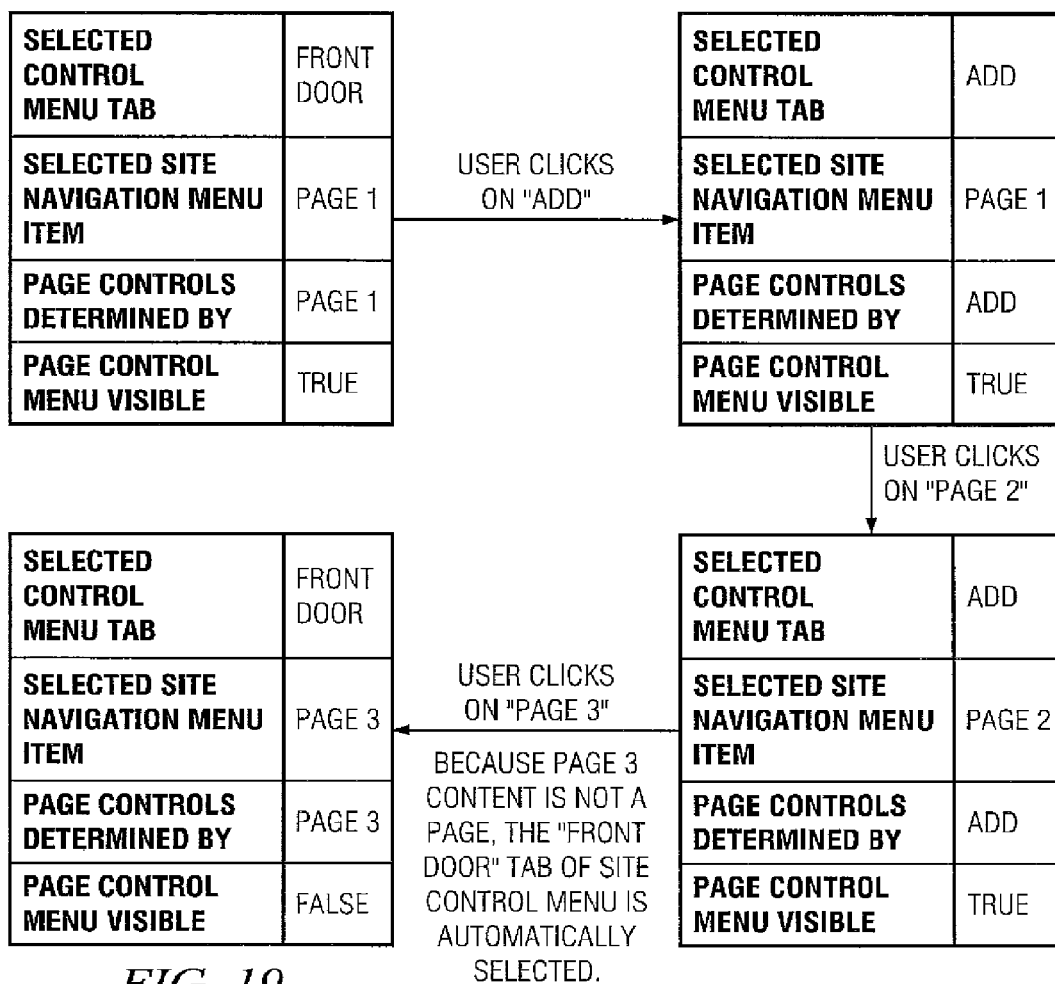 SELECTED
CONTROL
MENU TAB
FRONT
DOOR
SELECTED SITE
NAVIGATION MENU
ITEM
PAGE 1
PAGE CONTROLS
DETERMINED BY
PAGE 1
PAGE CONTROL
MENU VISIBLE
TRUE
USER CLICKS
ON "ADD"
SELECTED
CONTROL
MENU TAB
ADD
SELECTED SITE
NAVIGATION MENU
ITEM
PAGE 1
PAGE CONTROLS
DETERMINED BY
ADD
PAGE CONTROL
MENU VISIBLE
TRUE
USER CLICKS
ON "PAGE 2"
SELECTED
CONTROL
MENU TAB
ADD
SELECTED SITE
NAVIGATION MENU
ITEM
PAGE 2
PAGE CONTROLS
DETERMINED BY
ADD
PAGE CONTROL
MENU VISIBLE
TRUE
USER CLICKS
ON "PAGE 3"
BECAUSE PAGE 3
CONTENT IS NOT A
PAGE, THE "FRONT
DOOR" TAB OF SITE
CONTROL MENU IS
AUTOMATICALLY
SELECTED.
SELECTED
CONTROL
MENU TAB
FRONT
DOOR
SELECTED SITE
NAVIGATION MENU
ITEM
PAGE 3
PAGE CONTROLS
DETERMINED BY
PAGE 3
PAGE CONTROL
MENU VISIBLE
FALSE
FIG. 19